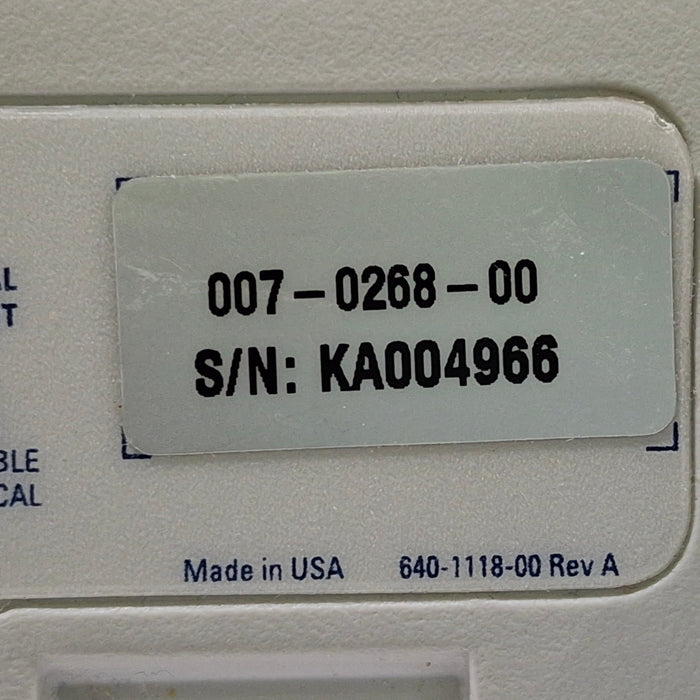 007-0268-00
S/N: KA004966
Made in USA 640-1118-00 Rev A